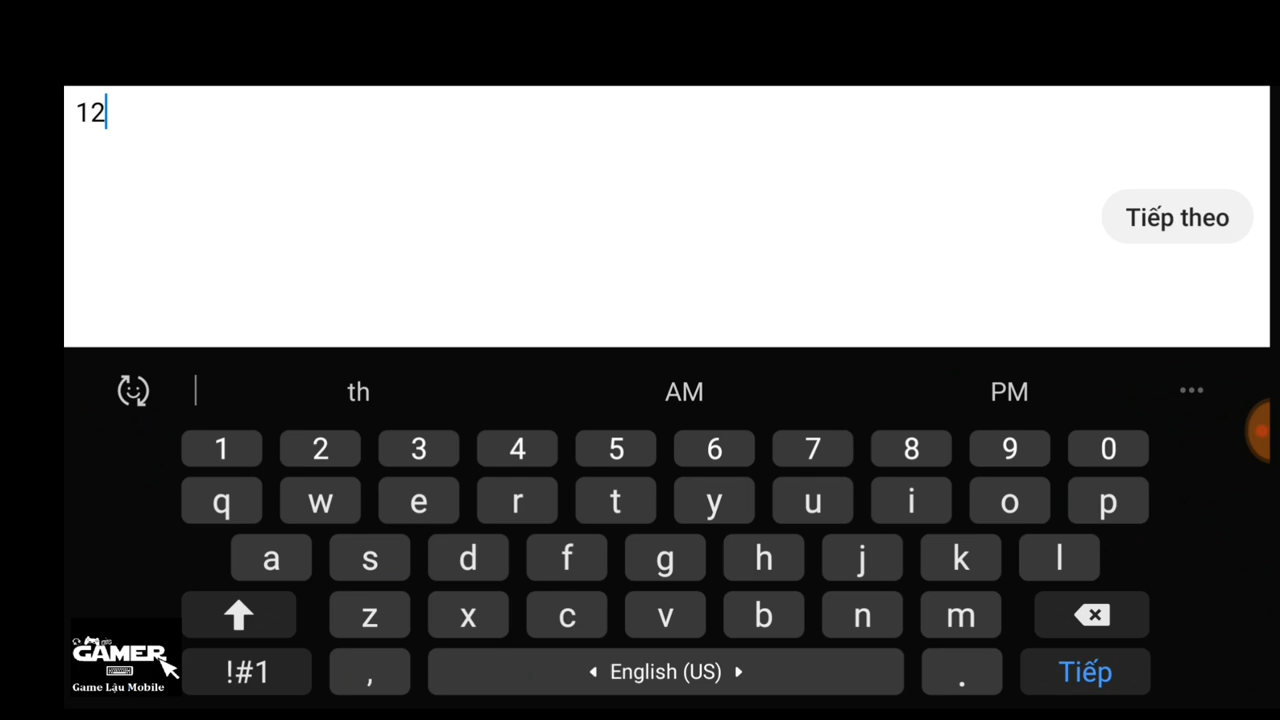 12
Tiếp theo
th AM PM
1 2 3 4 5 6 7 8 9 0
q w e r t y u i o p
a s d f g h j k l
z x c v b n m
!#1 , English (US) . Tiếp
GAMER
Game Lậu Mobile